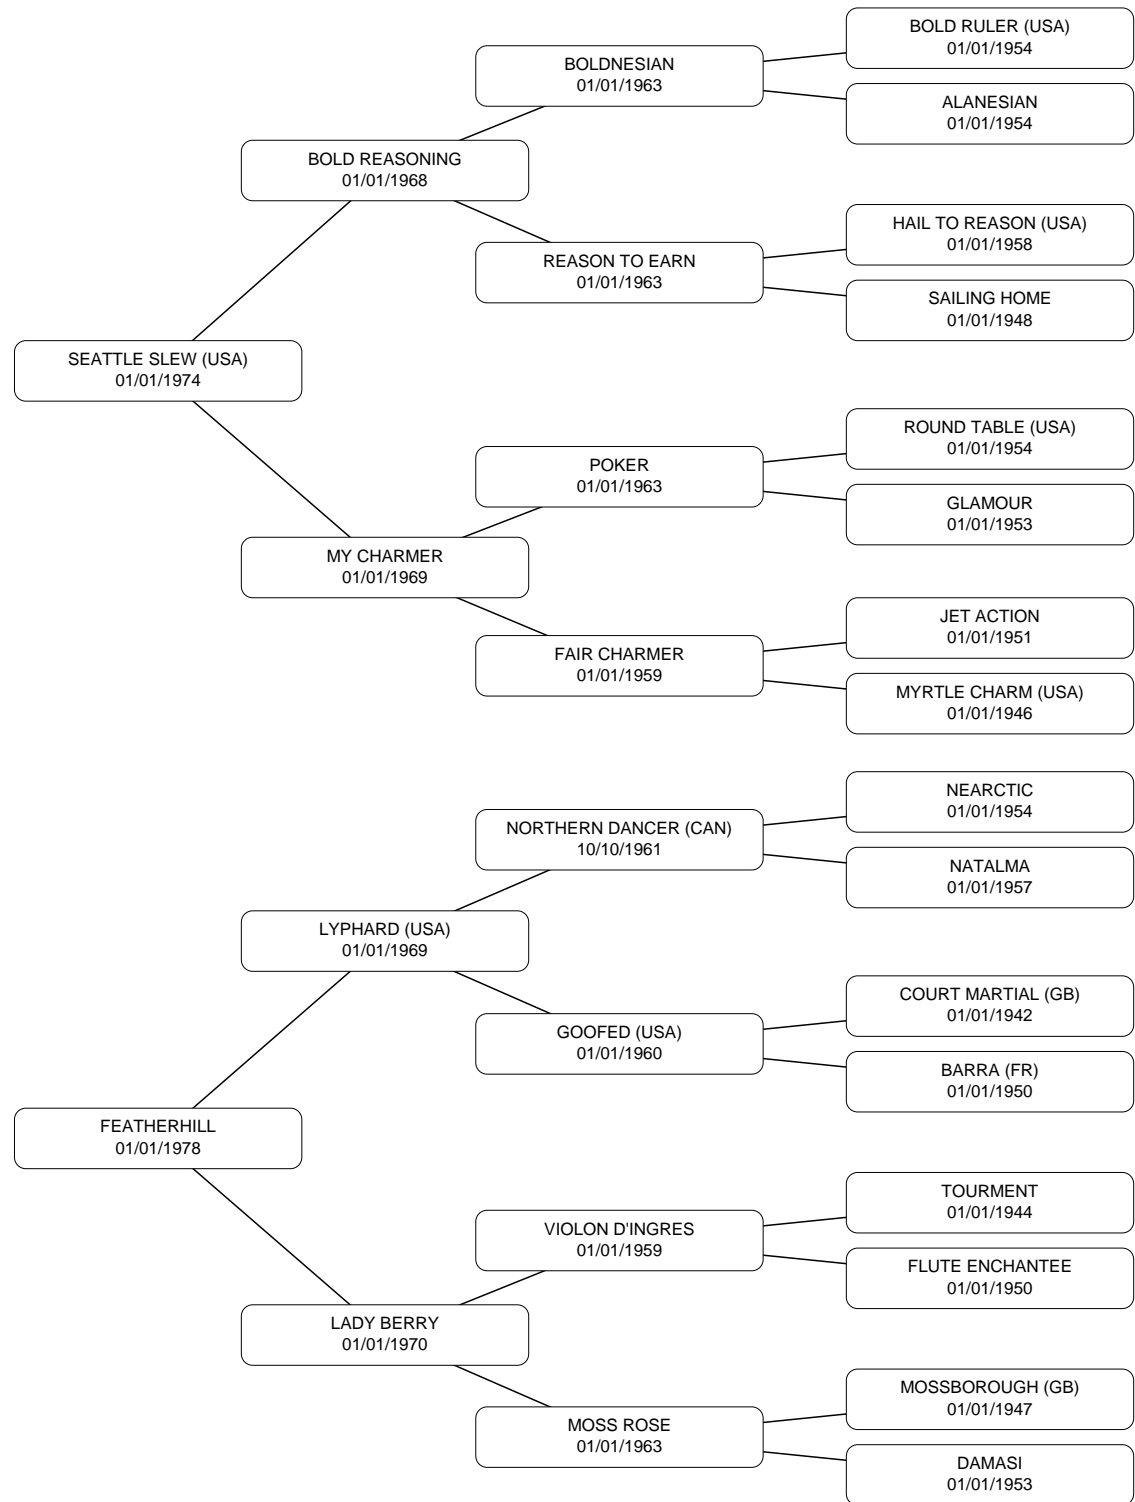 BOLD RULER (USA)
01/01/1954
BOLDNESIAN
01/01/1963
ALANESIAN
01/01/1954
BOLD REASONING
01/01/1968
HAIL TO REASON (USA)
01/01/1958
REASON TO EARN
01/01/1963
SAILING HOME
01/01/1948
SEATTLE SLEW (USA)
01/01/1974
ROUND TABLE (USA)
01/01/1954
POKER
01/01/1963
GLAMOUR
01/01/1953
MY CHARMER
01/01/1969
JET ACTION
01/01/1951
FAIR CHARMER
01/01/1959
MYRTLE CHARM (USA)
01/01/1946
NEARCTIC
01/01/1954
NORTHERN DANCER (CAN)
10/10/1961
NATALMA
01/01/1957
LYPHARD (USA)
01/01/1969
COURT MARTIAL (GB)
01/01/1942
GOOFED (USA)
01/01/1960
BARRA (FR)
01/01/1950
FEATHERHILL
01/01/1978
TOURMENT
01/01/1944
VIOLON D'INGRES
01/01/1959
FLUTE ENCHANTEE
01/01/1950
LADY BERRY
01/01/1970
MOSSBOROUGH (GB)
01/01/1947
MOSS ROSE
01/01/1963
DAMASI
01/01/1953